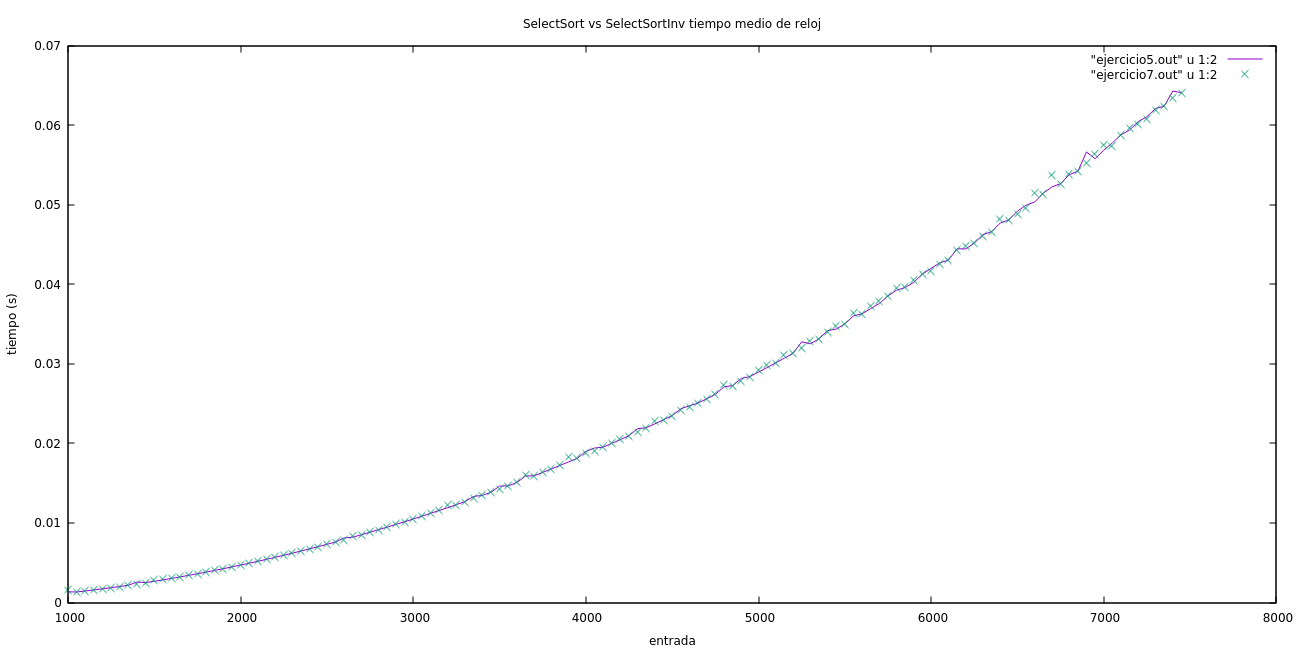 SelectSort vs SelectSortInv tiempo medio de reloj
"ejercicio5.out" u 1:2
"ejercicio7.out" u 1:2
0.07
0.06
0.05
0.04
0.03
0.02
0.01
0
tiempo (s)
1000 2000 3000 4000 5000 6000 7000 8000
entrada